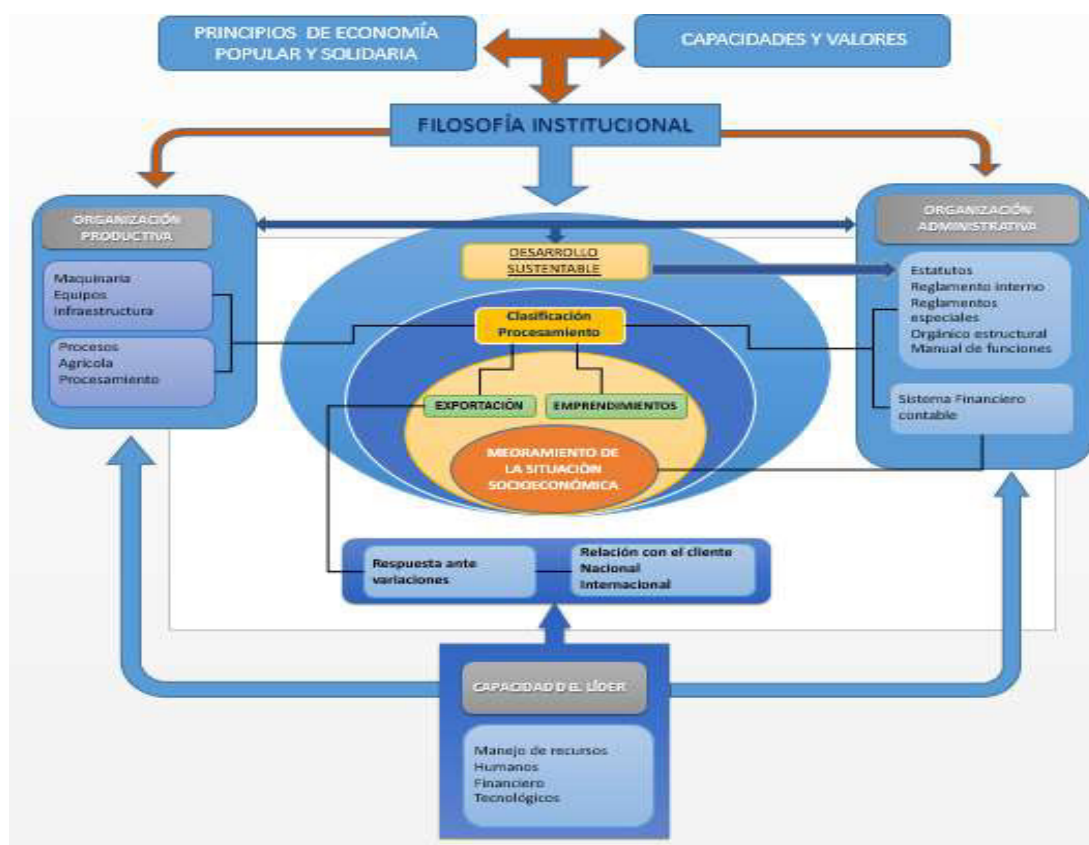 PRINCIPIOS DE ECONOMÍA
POPULAR Y SOLIDARIA
CAPACIDADES Y VALORES
FILOSOFÍA INSTITUCIONAL
ORGANIZACIÓN
PRODUCTIVA
Maquinaria
Equipos
Infraestructura
Procesos
Agrícola
Procesamiento
ORGANIZACIÓN
ADMINISTRATIVA
Estatutos
Reglamento interno
Reglamentos
especiales
Orgánico estructural
Manual de funciones
Sistema Financiero
contable
DESARROLLO
SUSTENTABLE
Clasificación
Procesamiento
EXPORTACIÓN
EMPRENDIMIENTOS
MEJORAMIENTO DE
LA SITUACIÒN
SOCIOECONÓMICA
Respuesta ante
variaciones
Relación con el cliente
Nacional
Internacional
CAPACIDAD DEL LÍDER
Manejo de recursos
Humanos
Financiero
Tecnológicos